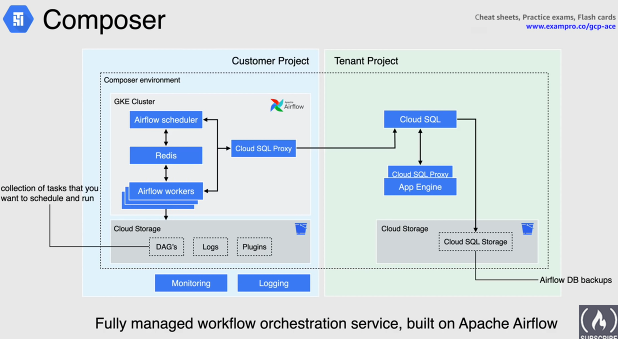 Composer
Cheat sheets, Practice exams, Flash cards
www.exampro.co/gcp-ace
Customer Project
Tenant Project
Composer environment
GKE Cluster
Apache
Airflow
Airflow scheduler
Redis
Airflow workers
Cloud SQL Proxy
Cloud SQL
Cloud SQL Proxy
App Engine
collection of tasks that you
want to schedule and run
Cloud Storage
DAG's
Logs
Plugins
Cloud Storage
Cloud SQL Storage
Airflow DB backups
Monitoring
Logging
Fully managed workflow orchestration service, built on Apache Airflow
SUBSCRIBE